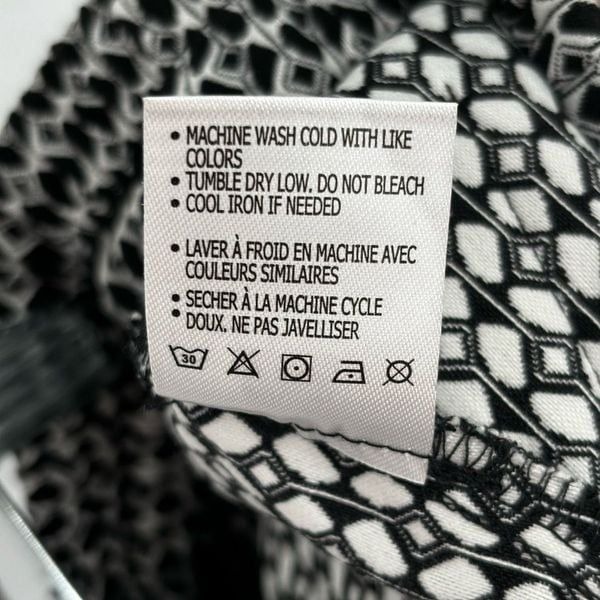 • MACHINE WASH COLD WITH LIKE
COLORS
• TUMBLE DRY LOW. DO NOT BLEACH
• COOL IRON IF NEEDED
• LAVER À FROID EN MACHINE AVEC
COULEURS SIMILAIRES
• SECHER À LA MACHINE CYCLE
• DOUX. NE PAS JAVELLISER
30